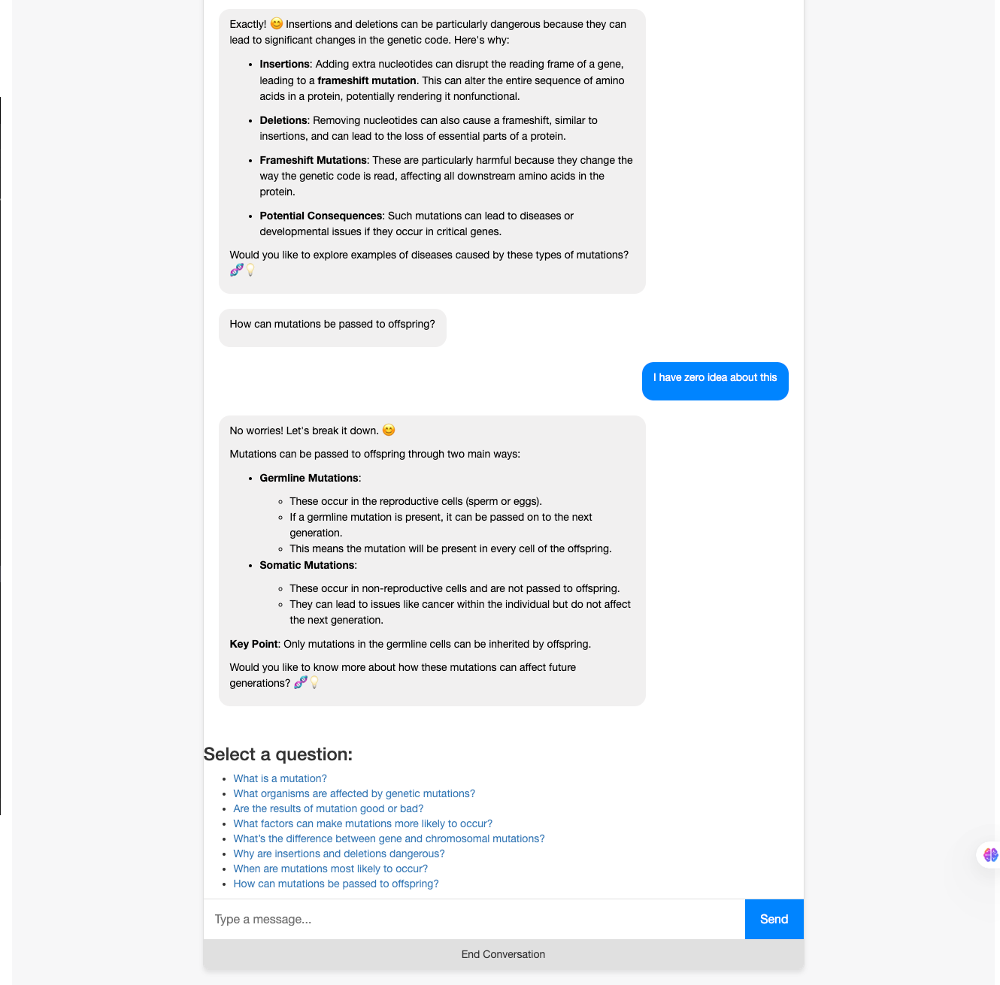 Exactly! 😊 Insertions and deletions can be particularly dangerous because they can
lead to significant changes in the genetic code. Here's why:
• Insertions: Adding extra nucleotides can disrupt the reading frame of a gene,
leading to a frameshift mutation. This can alter the entire sequence of amino
acids in a protein, potentially rendering it nonfunctional.
• Deletions: Removing nucleotides can also cause a frameshift, similar to
insertions, and can lead to the loss of essential parts of a protein.
• Frameshift Mutations: These are particularly harmful because they change the
way the genetic code is read, affecting all downstream amino acids in the
protein.
• Potential Consequences: Such mutations can lead to diseases or
developmental issues if they occur in critical genes.
Would you like to explore examples of diseases caused by these types of mutations?
🧬💡
How can mutations be passed to offspring?
I have zero idea about this
No worries! Let's break it down. 😊
Mutations can be passed to offspring through two main ways:
• Germline Mutations:
◦ These occur in the reproductive cells (sperm or eggs).
◦ If a germline mutation is present, it can be passed on to the next
generation.
◦ This means the mutation will be present in every cell of the offspring.
• Somatic Mutations:
◦ These occur in non-reproductive cells and are not passed to offspring.
◦ They can lead to issues like cancer within the individual but do not affect
the next generation.
Key Point: Only mutations in the germline cells can be inherited by offspring.
Would you like to know more about how these mutations can affect future
generations? 🧬💡
Select a question:
• What is a mutation?
• What organisms are affected by genetic mutations?
• Are the results of mutation good or bad?
• What factors can make mutations more likely to occur?
• What's the difference between gene and chromosomal mutations?
• Why are insertions and deletions dangerous?
• When are mutations most likely to occur?
• How can mutations be passed to offspring?
Type a message...
Send
End Conversation